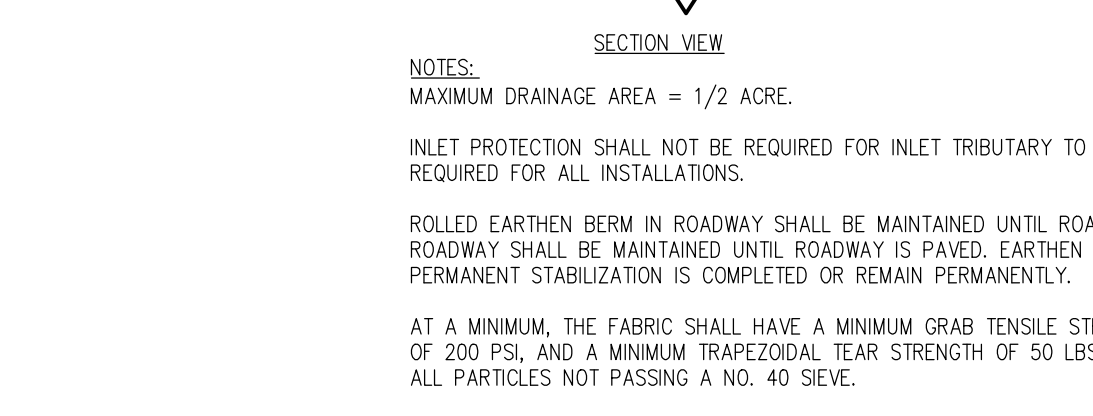 SECTION VIEW
NOTES:
MAXIMUM DRAINAGE AREA = 1/2 ACRE.
INLET PROTECTION SHALL NOT BE REQUIRED FOR INLET TRIBUTARY TO
REQUIRED FOR ALL INSTALLATIONS.
ROLLED EARTHEN BERM IN ROADWAY SHALL BE MAINTAINED UNTIL
ROADWAY SHALL BE MAINTAINED UNTIL ROADWAY IS PAVED. EARTHEN
PERMANENT STABILIZATION IS COMPLETED OR REMAIN PERMANENTLY.
AT A MINIMUM, THE FABRIC SHALL HAVE A MINIMUM GRAB TENSILE
OF 200 PSI, AND A MINIMUM TRAPEZOIDAL TEAR STRENGTH OF 50 LBS
ALL PARTICLES NOT PASSING A NO. 40 SIEVE.